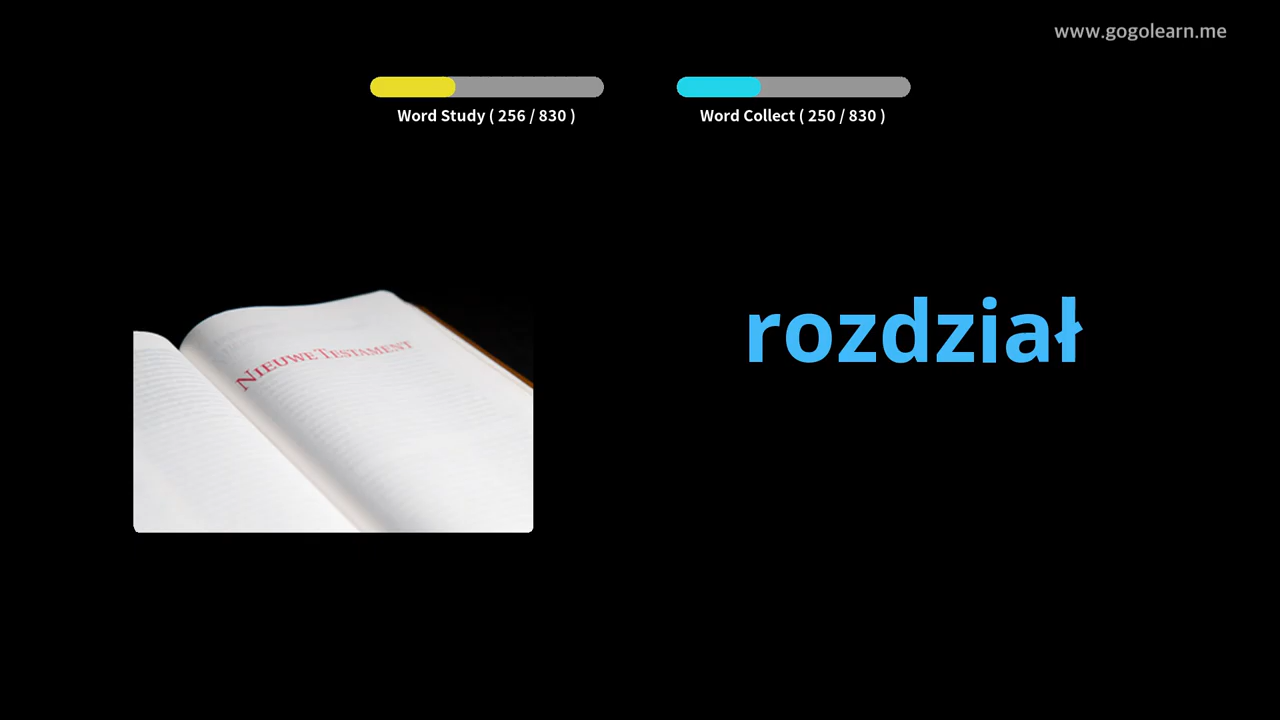 www.gogolearn.me
Word Study ( 256 / 830 )
Word Collect ( 250 / 830 )
rozdział
NIEUWE TESTAMENT